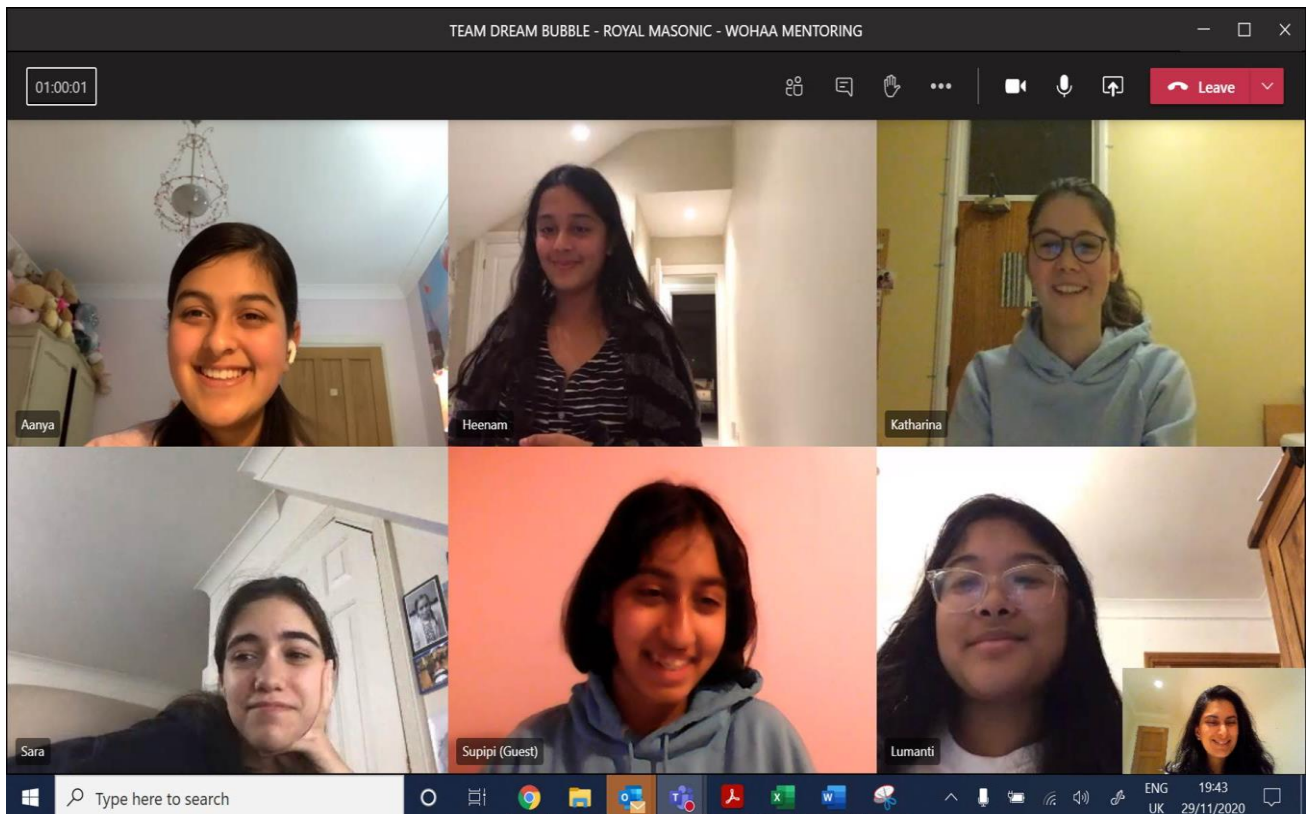 TEAM DREAM BUBBLE - ROYAL MASONIC - WOHAA MENTORING
01:00:01
Leave
Aanya
Heenam
Katharina
Sara
Supipi (Guest)
Lumanti
Type here to search
ENG
UK
19:43
29/11/2020